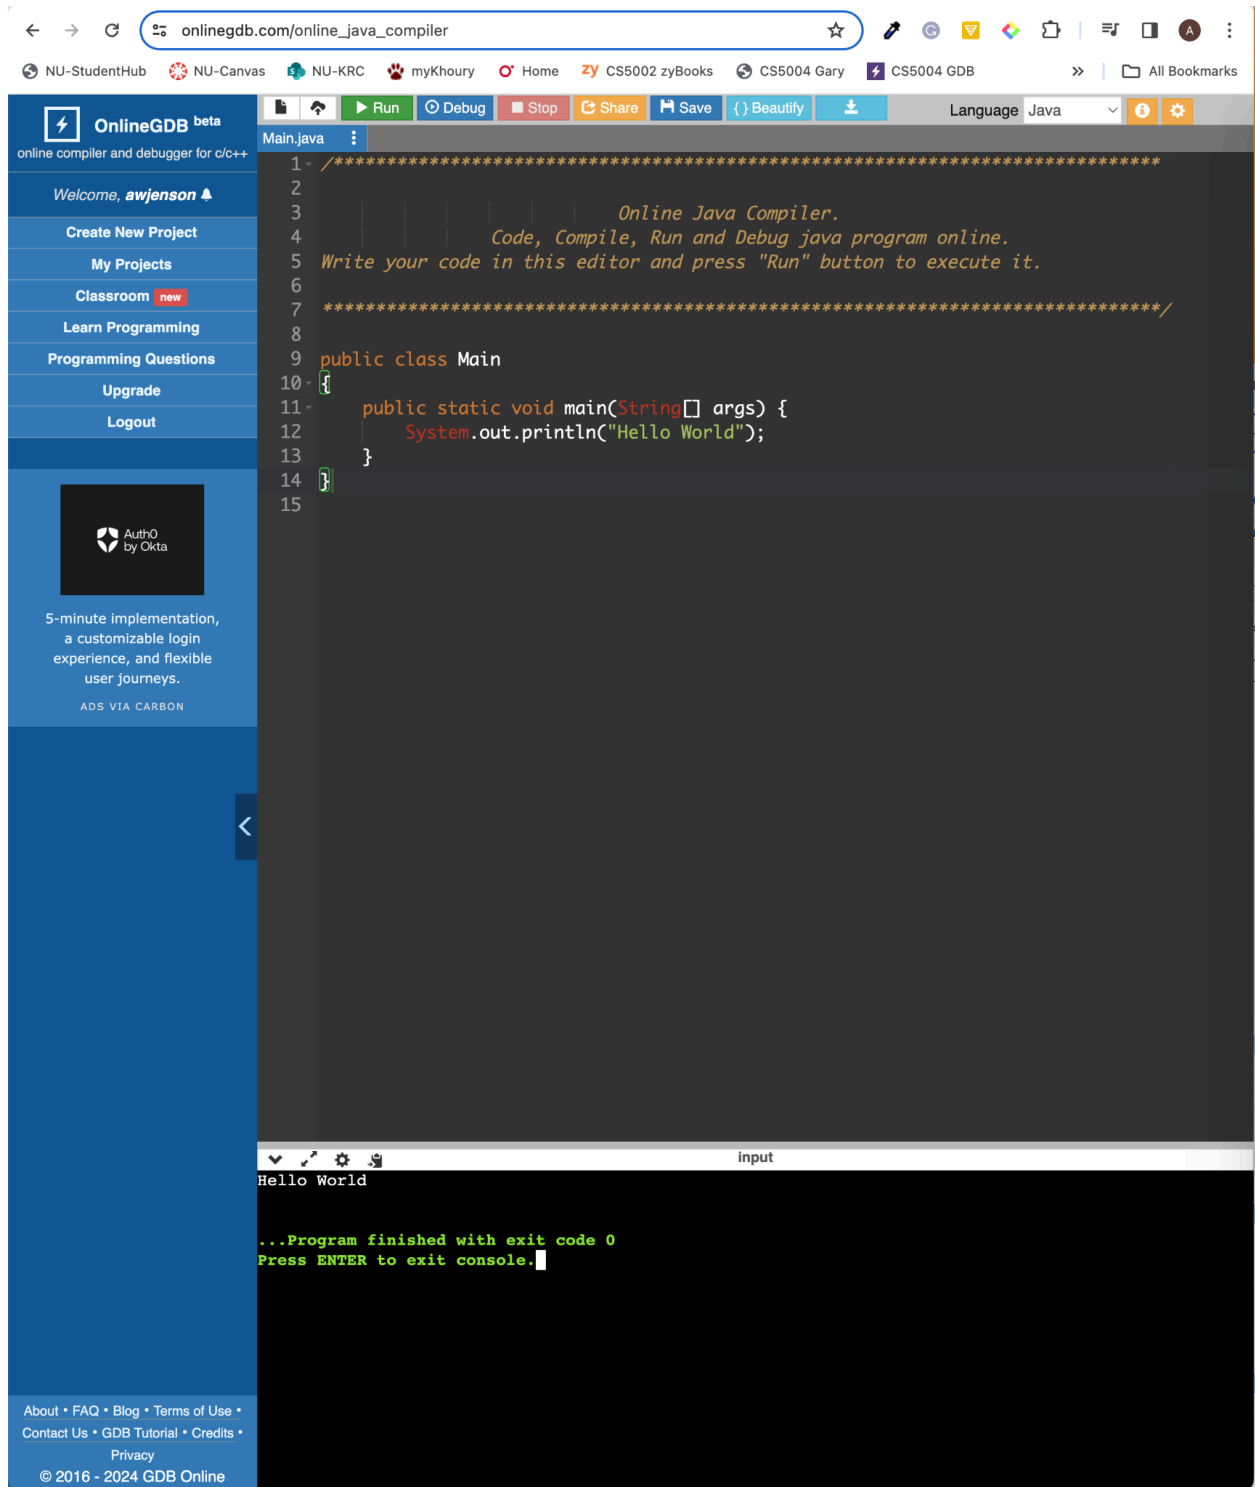 onlinegdb.com/online_java_compiler
A
NU-StudentHub NU-Canvas NU-KRC myKhoury Home CS5002 zyBooks CS5004 Gary CS5004 GDB » All Bookmarks
OnlineGDB beta
online compiler and debugger for c/c++
Welcome, awjenson
Create New Project
My Projects
Classroom new
Learn Programming
Programming Questions
Upgrade
Logout
Auth0
by Okta
5-minute implementation,
a customizable login
experience, and flexible
user journeys.
ADS VIA CARBON
About • FAQ • Blog • Terms of Use •
Contact Us • GDB Tutorial • Credits •
Privacy
© 2016 - 2024 GDB Online
Run Debug Stop Share Save { } Beautify Language Java
Main.java
1 /******************************************************************************
2
3 Online Java Compiler.
4 Code, Compile, Run and Debug java program online.
5 Write your code in this editor and press "Run" button to execute it.
6
7 *******************************************************************************/
8
9 public class Main
10 {
11 public static void main(String[] args) {
12 System.out.println("Hello World");
13 }
14 }
15
input
Hello World
...Program finished with exit code 0
Press ENTER to exit console.